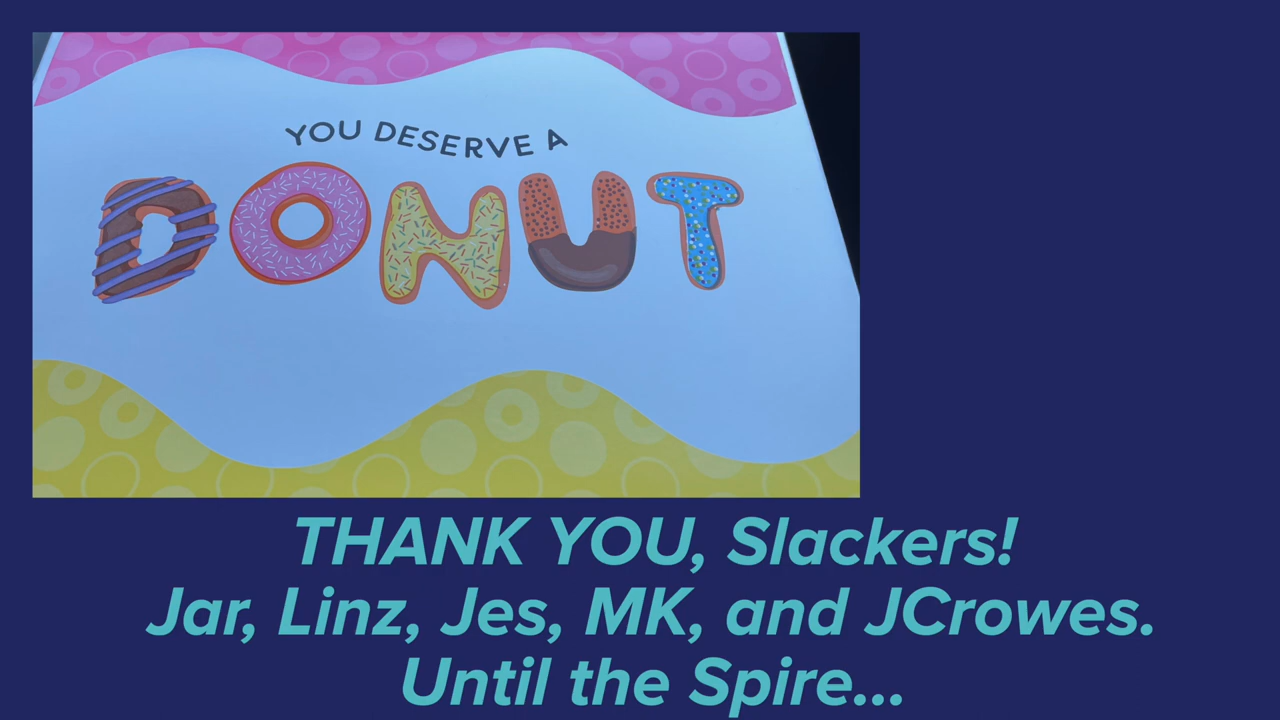 YOU DESERVE A
DONUT
THANK YOU, Slackers!
Jar, Linz, Jes, MK, and JCrowes.
Until the Spire...